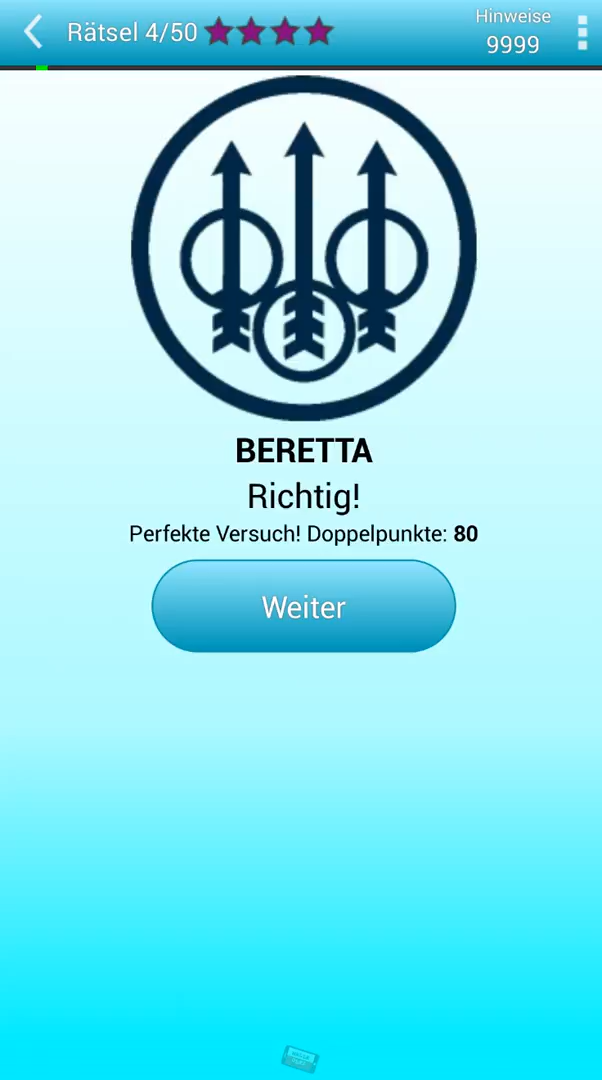 Rätsel 4/50
Hinweise
9999
BERETTA
Richtig!
Perfekte Versuch! Doppelpunkte: 80
Weiter